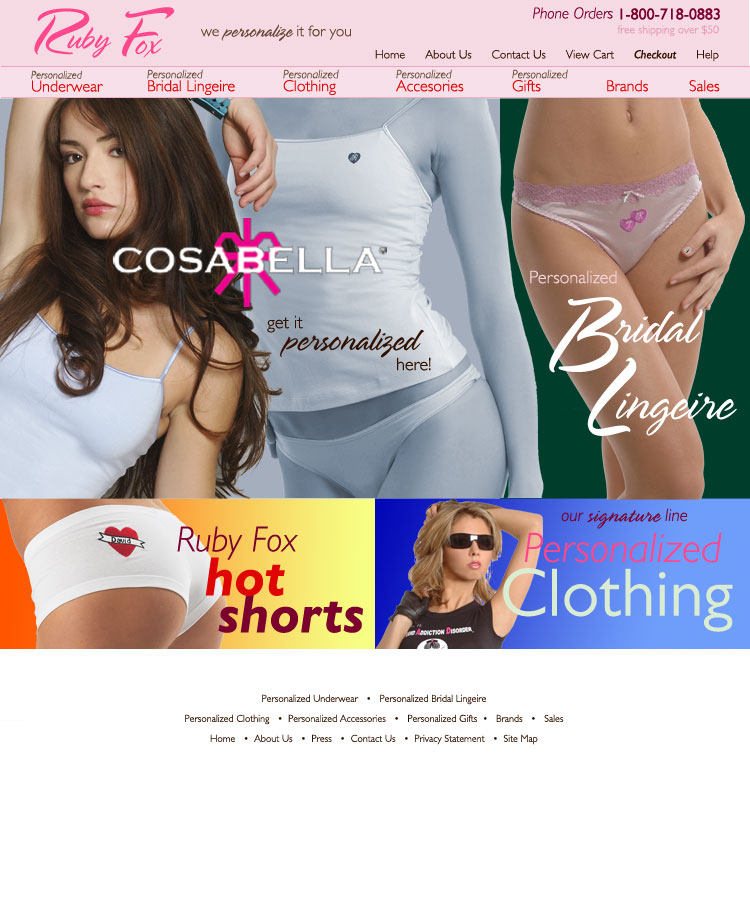 Ruby Fox
we personalize it for you
Phone Orders 1-800-718-0883
free shipping over $50
Home About Us Contact Us View Cart Checkout Help
Personalized Underwear
Personalized Bridal Lingeire
Personalized Clothing
Personalized Accesories
Personalized Gifts
Brands
Sales
COSABELLA
get it
personalized
here!
Personalized
Bridal
Lingeire
David
Ruby Fox
hot
shorts
our signature line
Personalized
Clothing
Addiction Disorder
Personalized Underwear • Personalized Bridal Lingeire
Personalized Clothing • Personalized Accessories • Personalized Gifts • Brands • Sales
Home • About Us • Press • Contact Us • Privacy Statement • Site Map